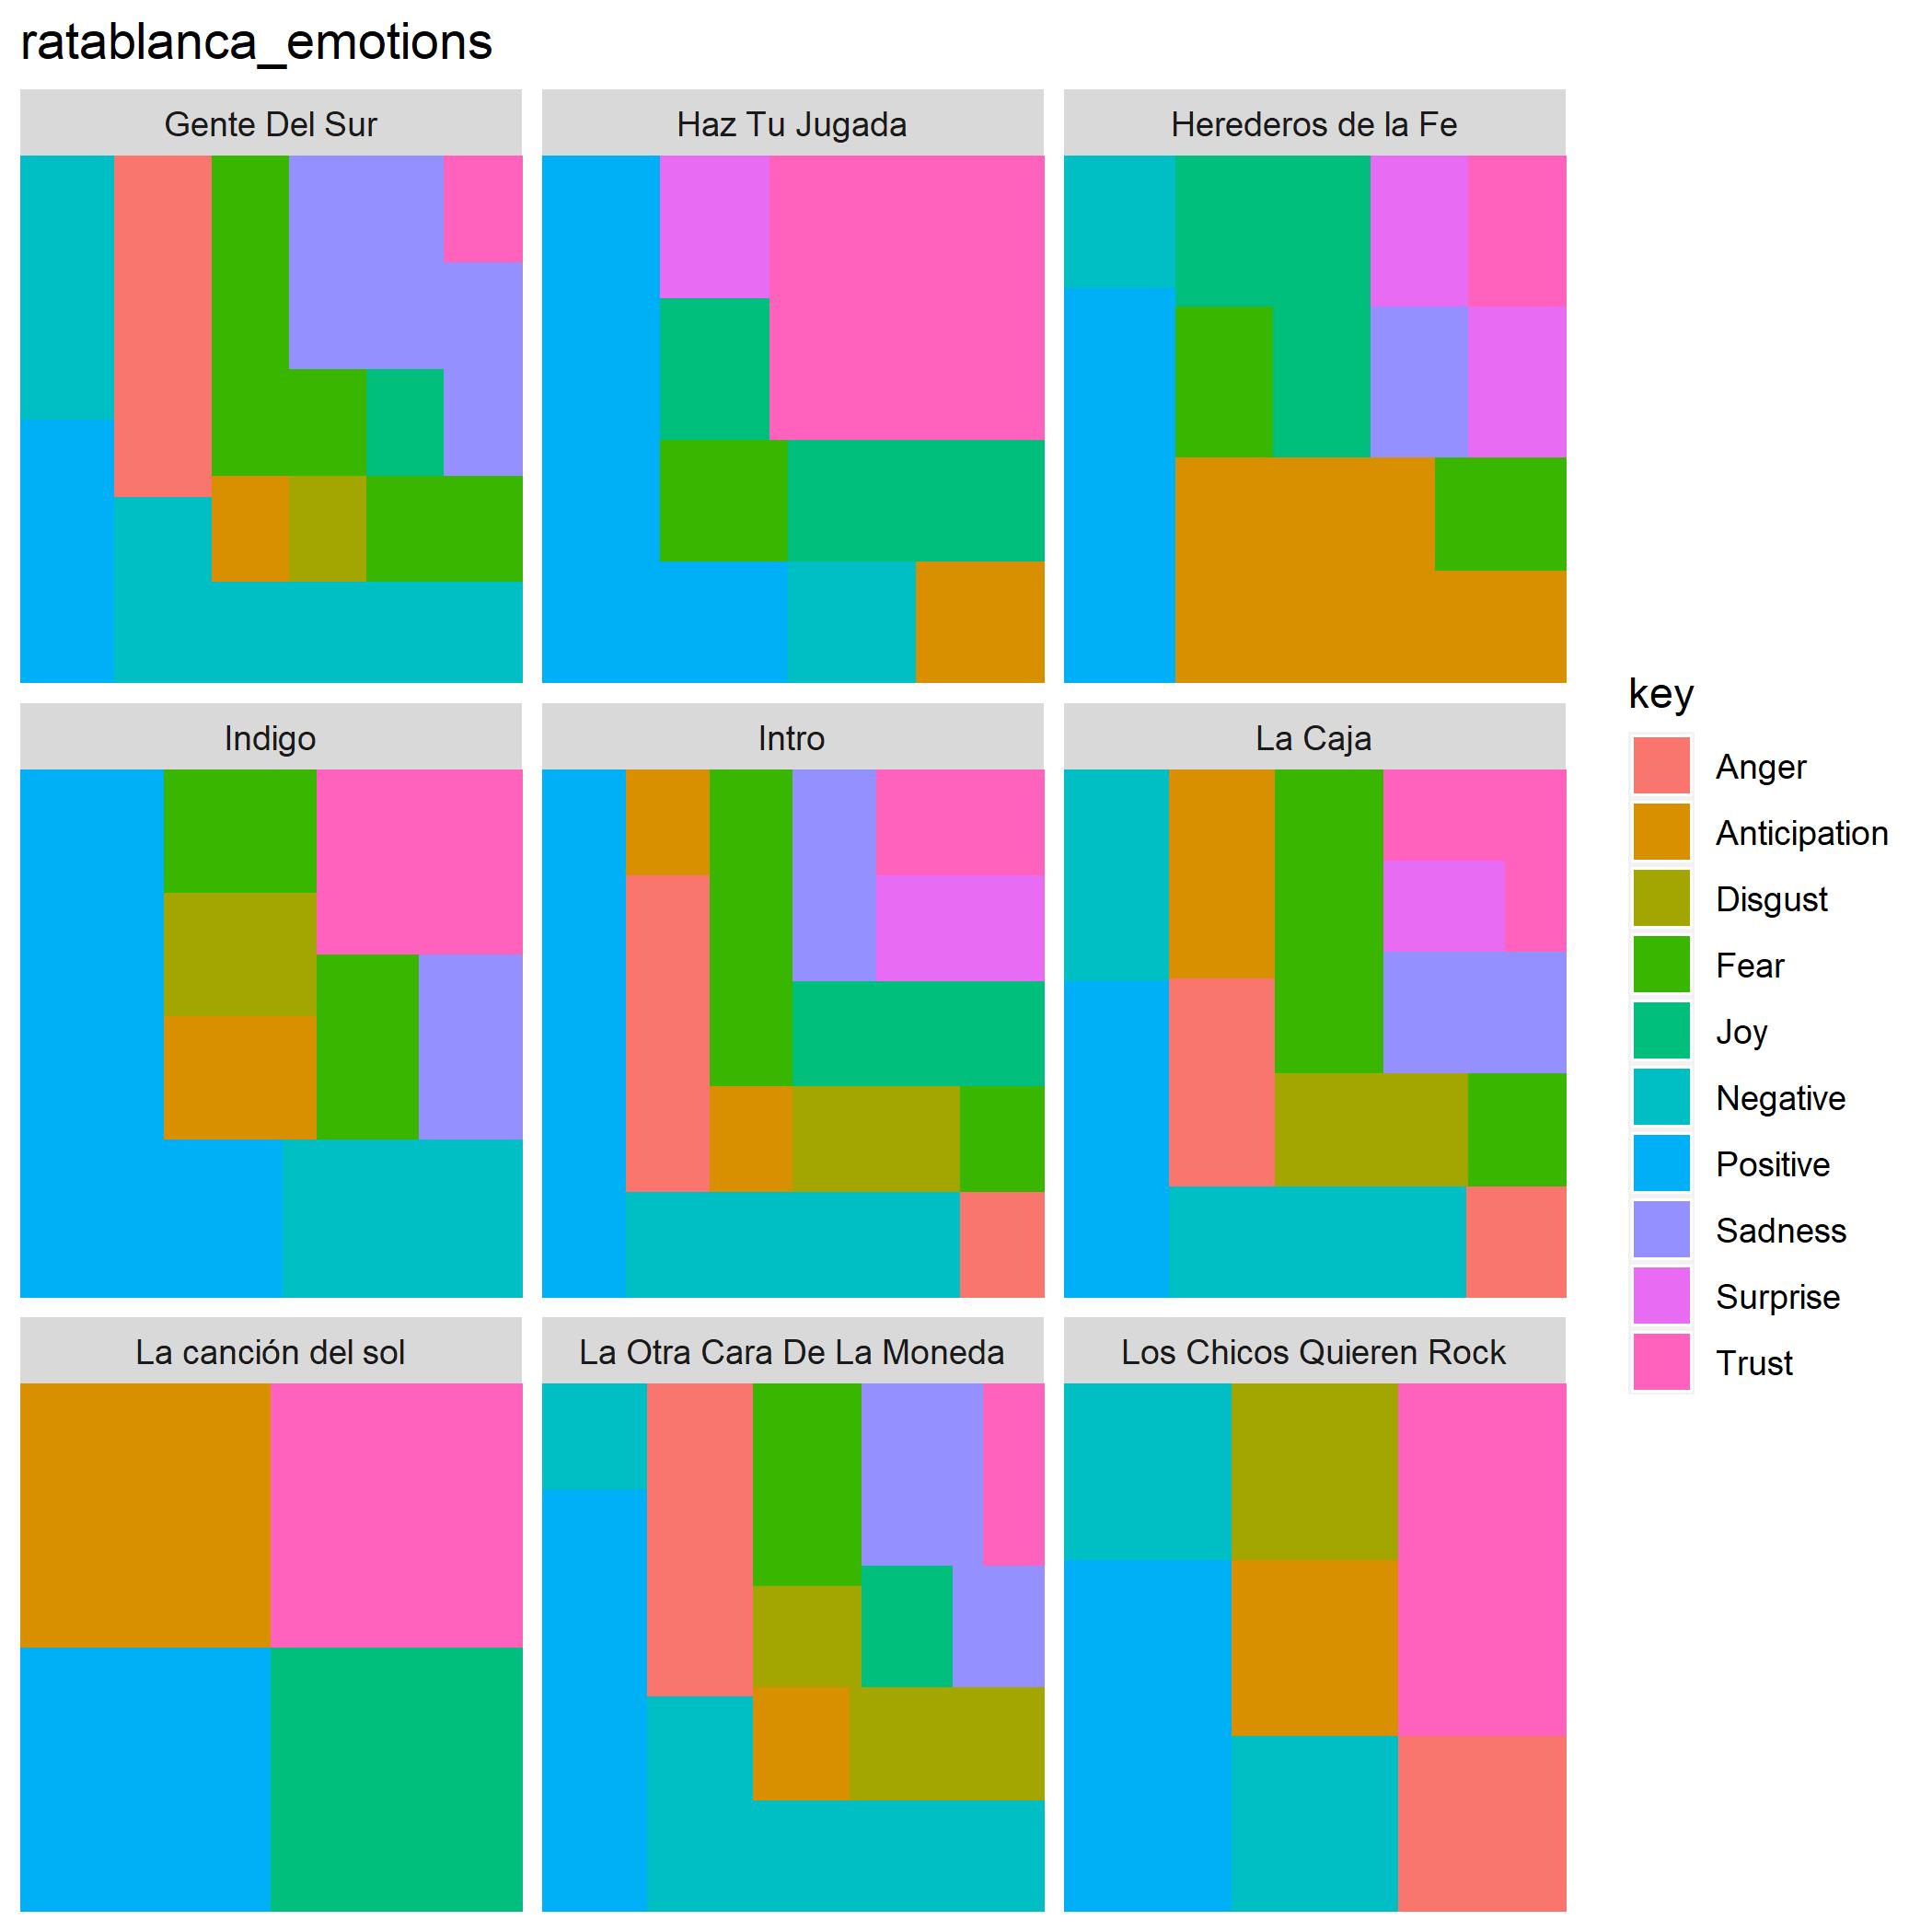 ratablanca_emotions
Gente Del Sur
Haz Tu Jugada
Herederos de la Fe
Indigo
Intro
La Caja
La canción del sol
La Otra Cara De La Moneda
Los Chicos Quieren Rock
key
Anger
Anticipation
Disgust
Fear
Joy
Negative
Positive
Sadness
Surprise
Trust